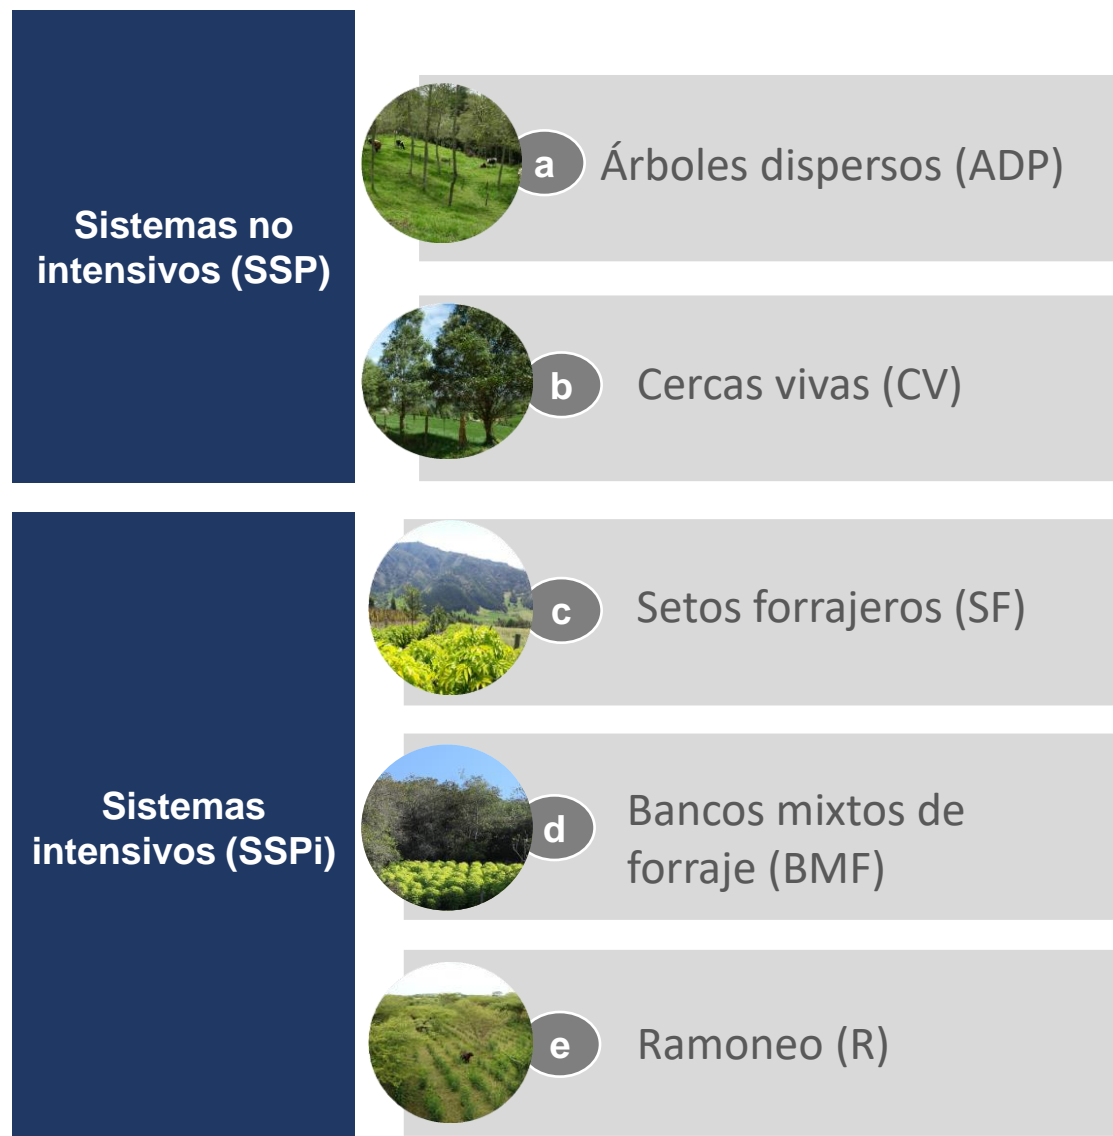 Sistemas no
intensivos (SSP)
a
Árboles dispersos (ADP)
b
Cercas vivas (CV)
Sistemas
intensivos (SSPi)
c
Setos forrajeros (SF)
d
Bancos mixtos de
forraje (BMF)
e
Ramoneo (R)